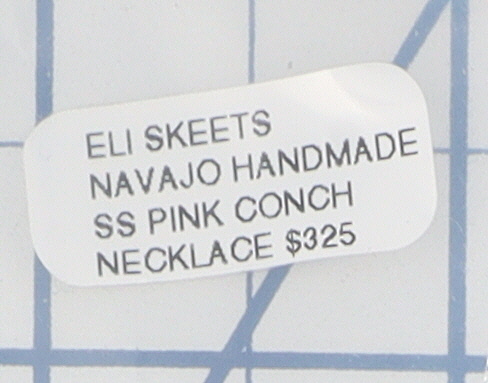 ELI SKEETS
NAVAJO HANDMADE
SS PINK CONCH
NECKLACE $325